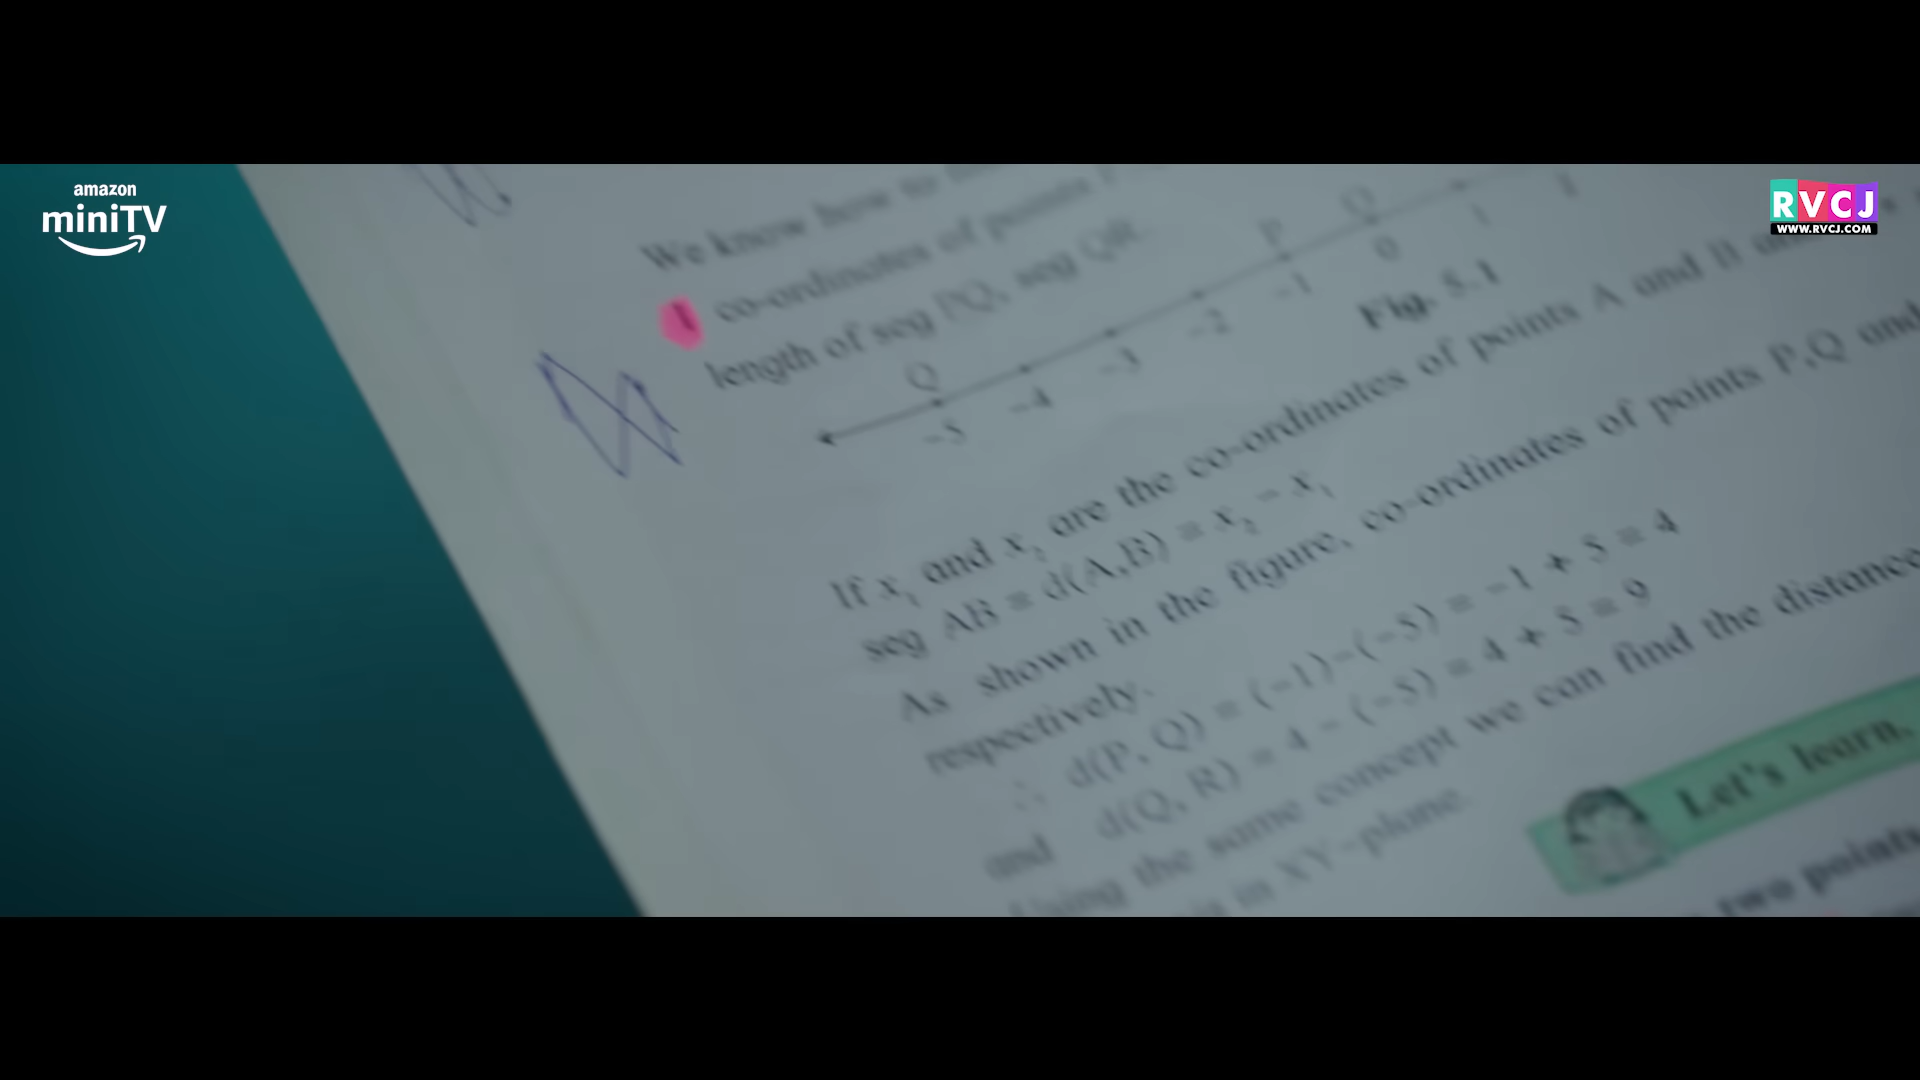 amazon
miniTV
RVCJ
WWW.RVCJ.COM
We know how to
co-ordinates of points
length of seg PQ, seg QR.
Q P O
-5 -4 -3 -2 -1 0 1
Fig. 5.1
If x₁ and x₂ are the co-ordinates of points A and B
seg AB = d(A,B) = x₂ - x₁
As shown in the figure, co-ordinates of points P,Q and
respectively.
∴ d(P, Q) = (-1)-(-5) = -1 + 5 = 4
and d(Q, R) = 4 - (-5) = 4 + 5 = 9
Using the same concept we can find the distance
in XY-plane.
Let's learn.
two points